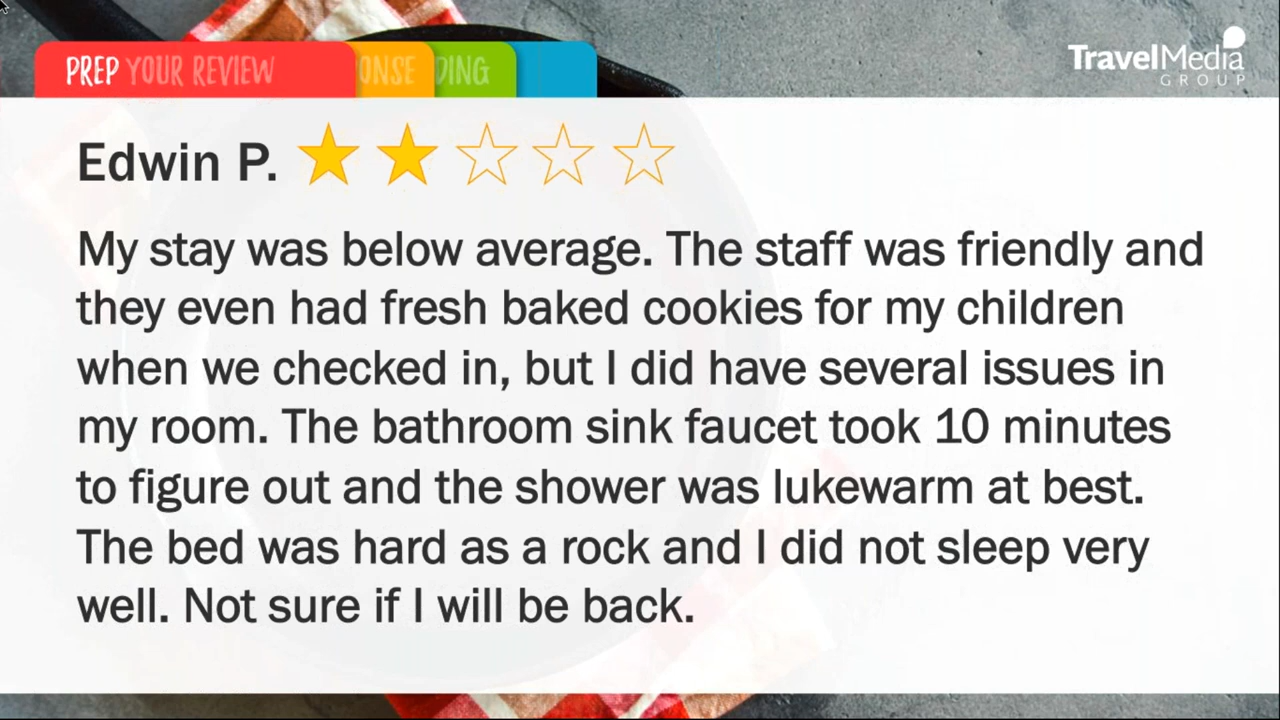 PREP YOUR REVIEW
ONSE
DING
TravelMedia
GROUP
Edwin P.
My stay was below average. The staff was friendly and
they even had fresh baked cookies for my children
when we checked in, but I did have several issues in
my room. The bathroom sink faucet took 10 minutes
to figure out and the shower was lukewarm at best.
The bed was hard as a rock and I did not sleep very
well. Not sure if I will be back.